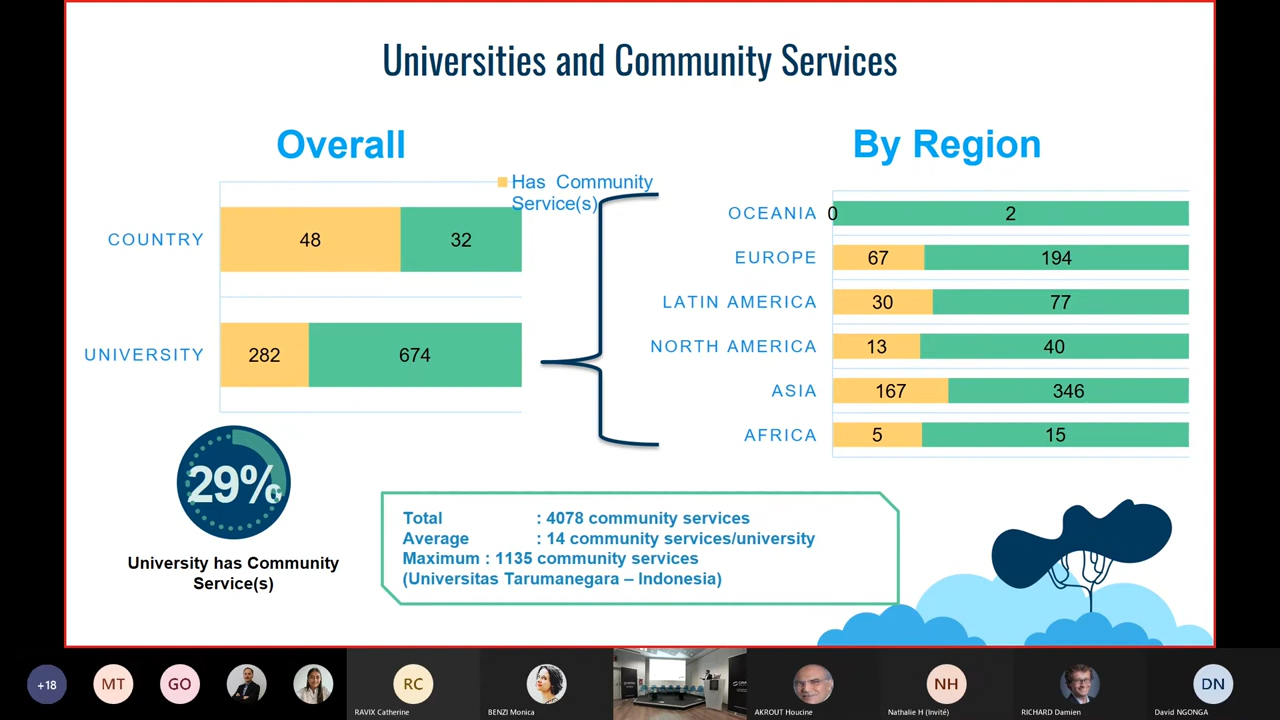 Universities and Community Services
Overall
Has Community
Service(s)
COUNTRY
48
32
UNIVERSITY
282
674
By Region
OCEANIA
0
2
EUROPE
67
194
LATIN AMERICA
30
77
NORTH AMERICA
13
40
ASIA
167
346
AFRICA
5
15
29%
University has Community
Service(s)
Total : 4078 community services
Average : 14 community services/university
Maximum : 1135 community services
(Universitas Tarumanegara – Indonesia)
+18
MT
GO
RC
RAVIX Catherine
BENZI Monica
AKROUT Houcine
NH
Nathalie H (Invité)
RICHARD Damien
DN
David NGONGA